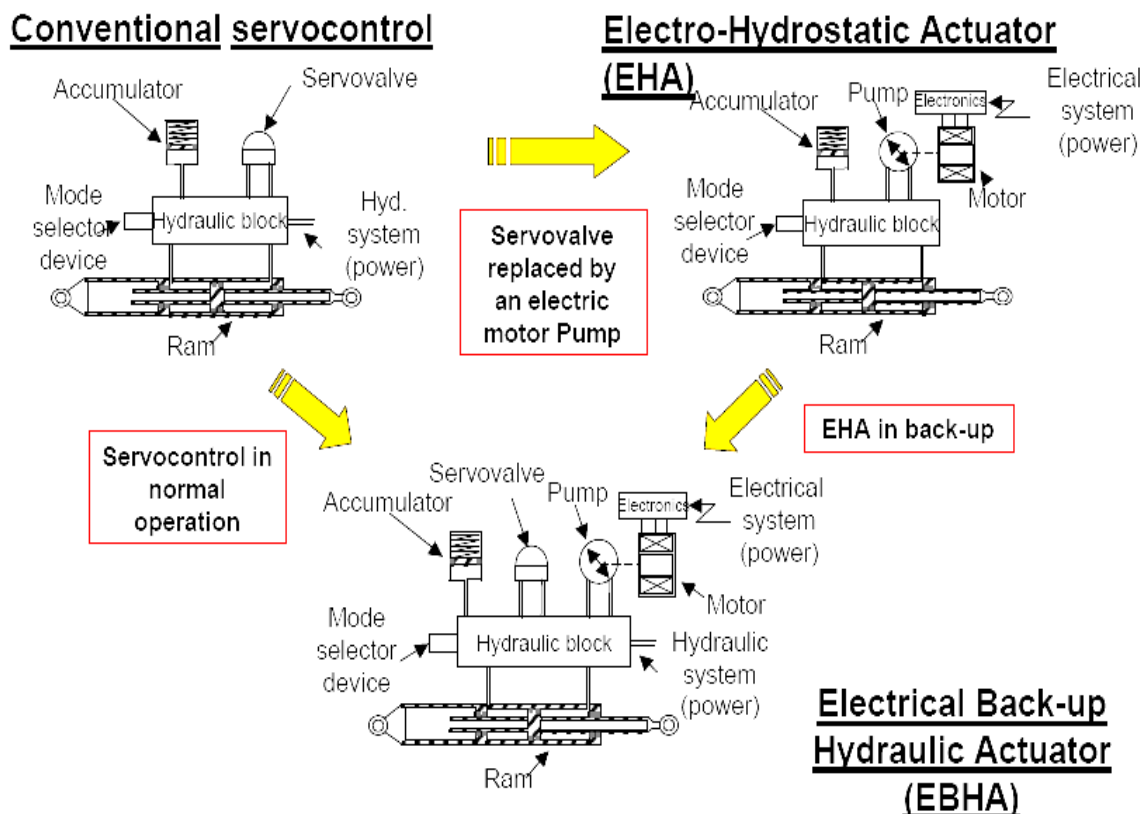 Conventional servocontrol
Accumulator
Servovalve
Mode
selector
device
Hydraulic block
Hyd.
system
(power)
Ram
Servovalve
replaced by
an electric
motor Pump
Electro-Hydrostatic Actuator
(EHA)
Accumulator
Pump
Electronics
Electrical
system
(power)
Motor
Mode
selector
device
Hydraulic block
Ram
Servocontrol in
normal
operation
EHA in back-up
Accumulator
Servovalve
Pump
Electronics
Electrical
system
(power)
Motor
Mode
selector
device
Hydraulic block
Hydraulic
system
(power)
Ram
Electrical Back-up
Hydraulic Actuator
(EBHA)